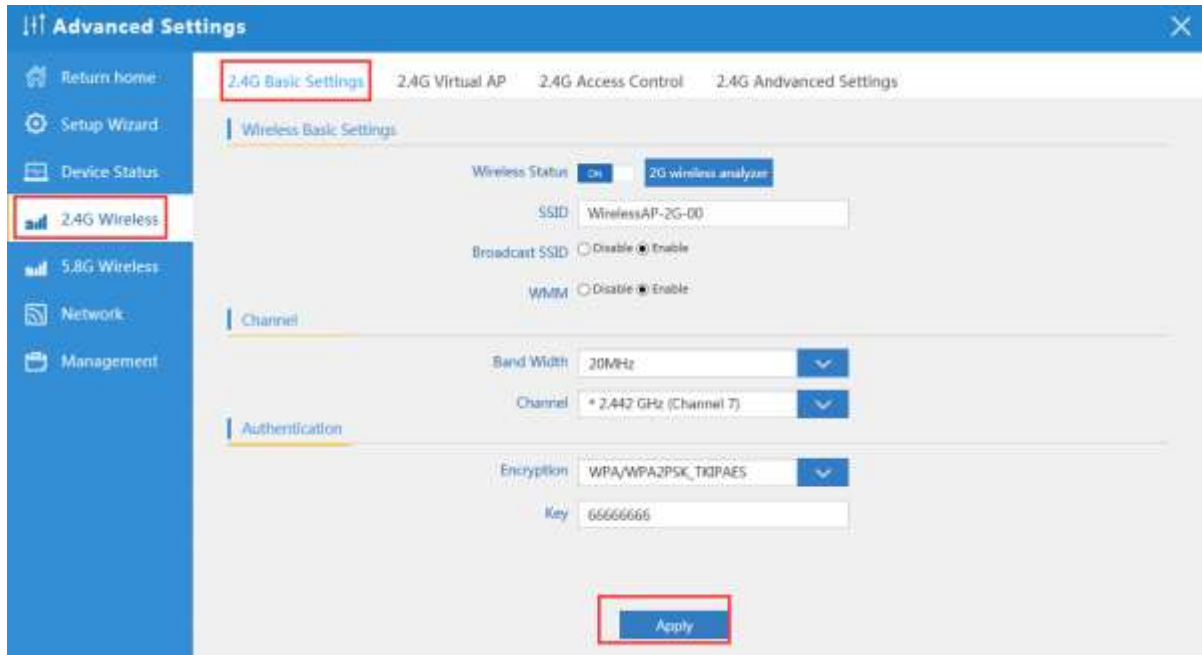 Advanced Settings
Return home
Setup Wizard
Device Status
2.4G Wireless
5.8G Wireless
Network
Management
2.4G Basic Settings 2.4G Virtual AP 2.4G Access Control 2.4G Andvanced Settings
Wireless Basic Settings
Wireless Status ON 2G wireless analyzer
SSID WirelessAP-2G-00
Broadcast SSID Disable Enable
WMM Disable Enable
Channel
Band Width 20MHz
Channel * 2.442 GHz (Channel 7)
Authentication
Encryption WPA/WPA2PSK_TKIPAES
Key 66666666
Apply